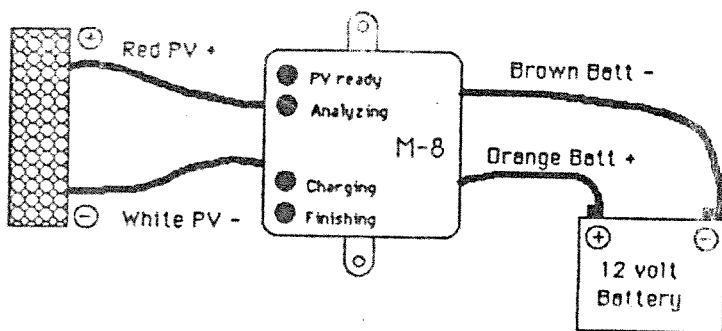 +
Red PV +
PV ready
Analyzing
M-8
Charging
Finishing
-
White PV -
Brown Batt -
Orange Batt +
+
-
12 volt
Battery